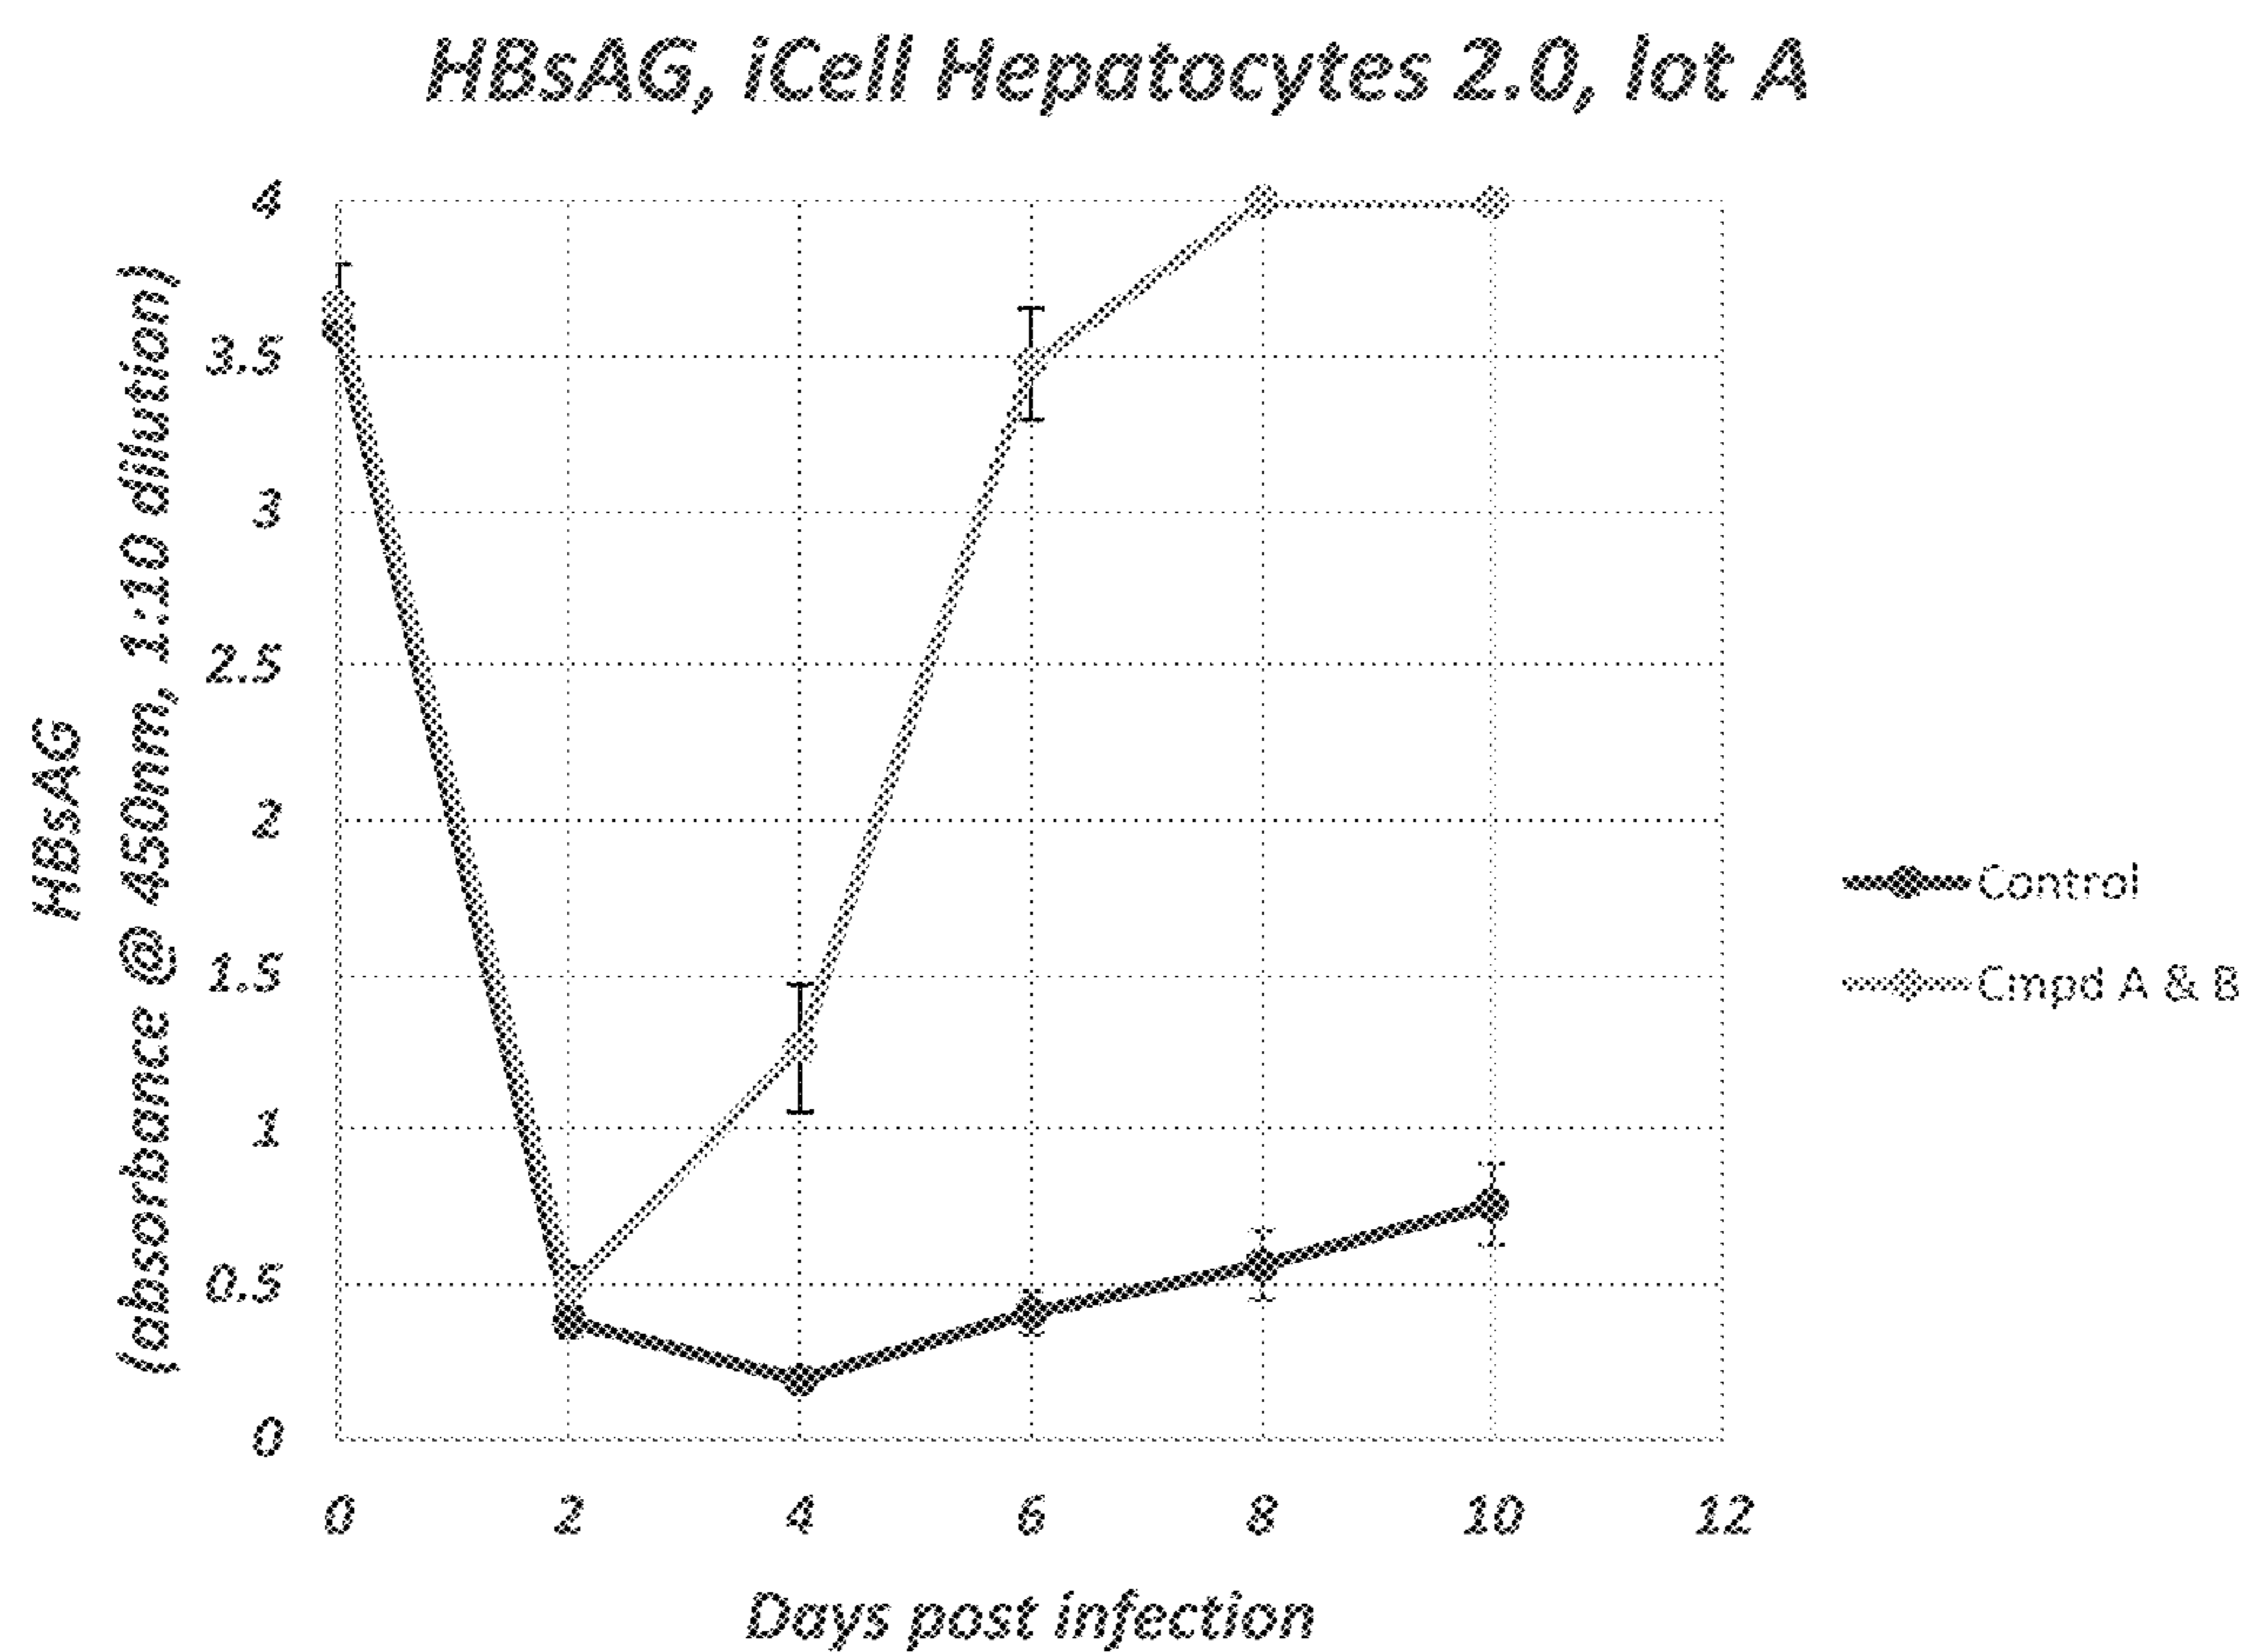 HBsAG, iCell Hepatocytes 2.0, lot A
HBsAG
(absorbance @ 450nm, 1:10 dilution)
4
3.5
3
2.5
2
1.5
1
0.5
0
0 2 4 6 8 10 12
Days post infection
Control
Cmpd A & B